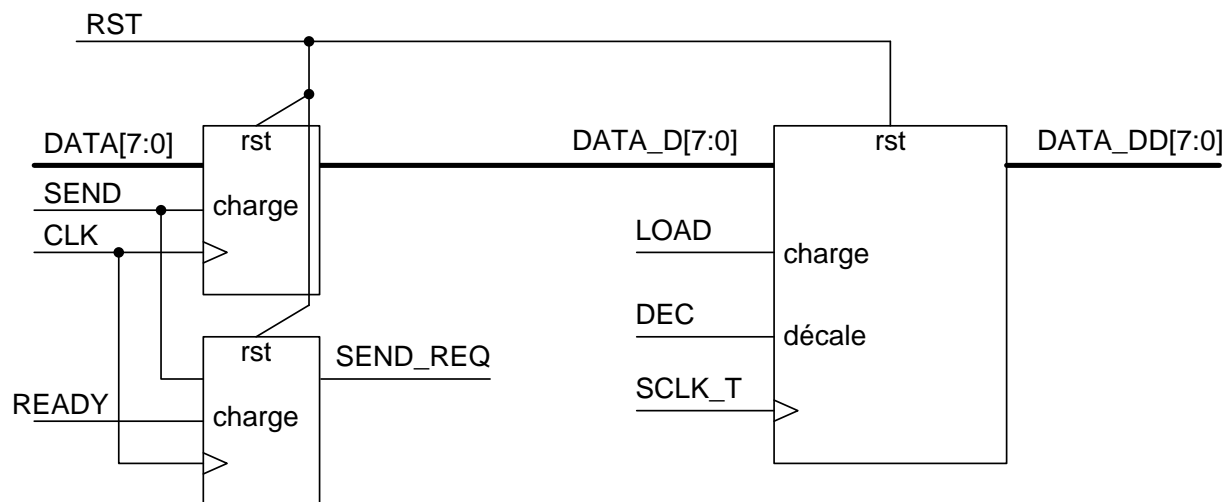 RST
rst
rst
DATA[7:0]
DATA_D[7:0]
DATA_DD[7:0]
SEND
charge
CLK
LOAD
charge
DEC
décale
rst
SEND_REQ
SCLK_T
READY
charge